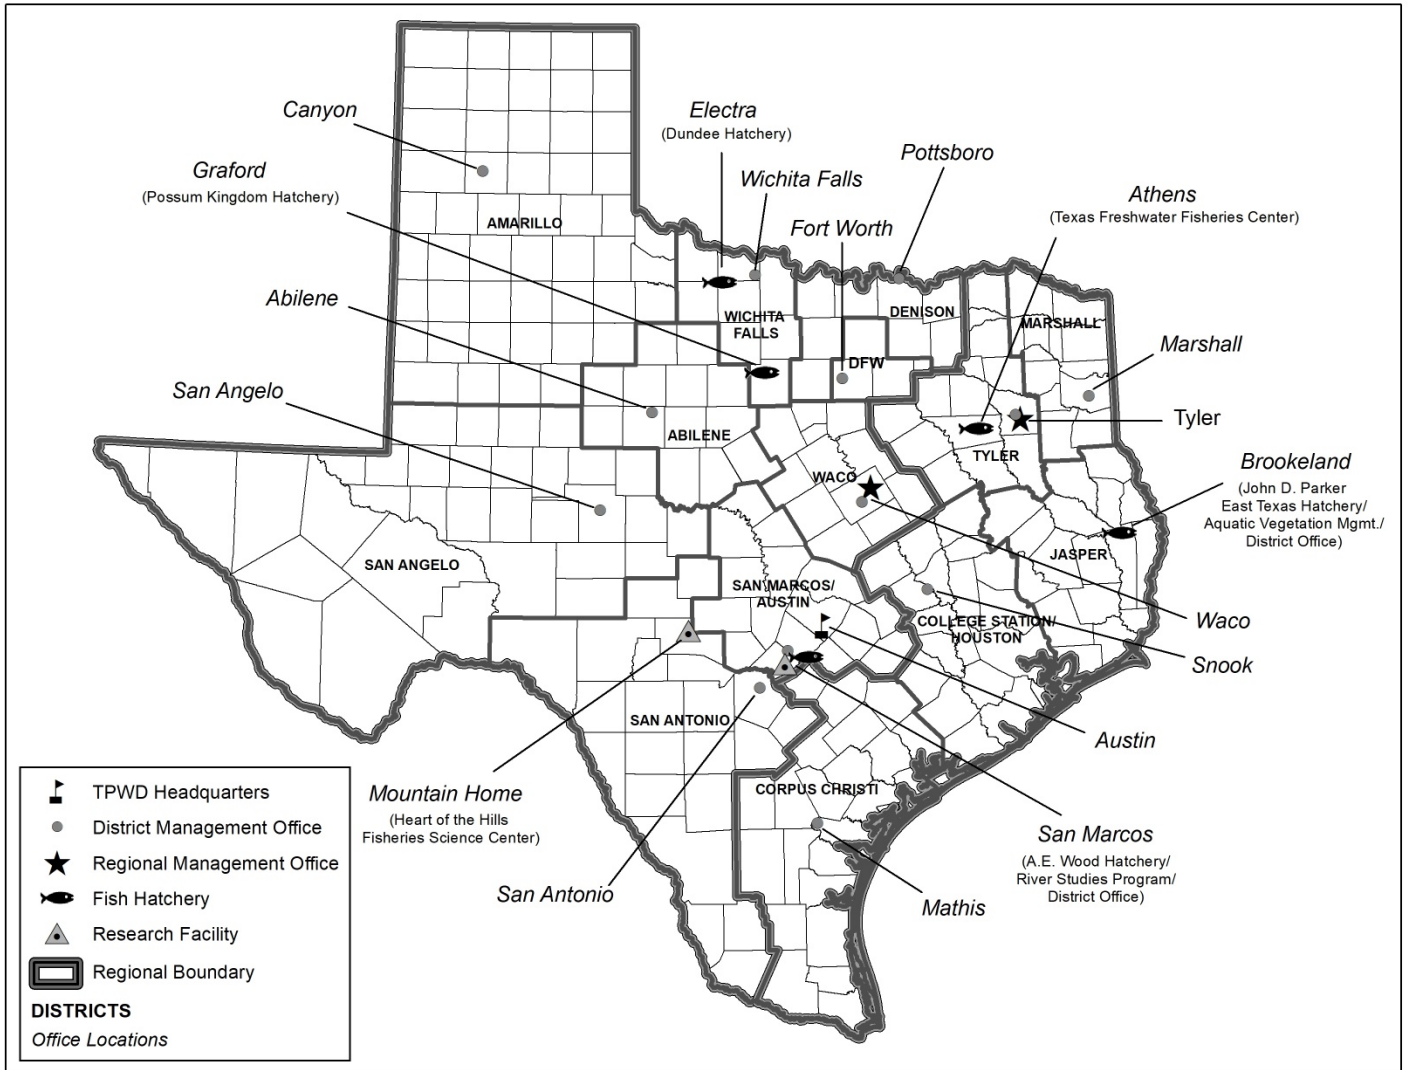 Canyon
Electra
(Dundee Hatchery)
Graford
(Possum Kingdom Hatchery)
Wichita Falls
Pottsboro
Fort Worth
Athens
(Texas Freshwater Fisheries Center)
AMARILLO
Abilene
WICHITA
FALLS
DENISON
MARSHALL
DFW
Marshall
San Angelo
ABILENE
Tyler
TYLER
WACO
Brookeland
(John D. Parker
East Texas Hatchery/
Aquatic Vegetation Mgmt./
District Office)
SAN ANGELO
JASPER
SAN MARCOS/
AUSTIN
COLLEGE STATION/
HOUSTON
Waco
Snook
SAN ANTONIO
Austin
Mountain Home
(Heart of the Hills
Fisheries Science Center)
CORPUS CHRISTI
San Marcos
(A.E. Wood Hatchery/
River Studies Program/
District Office)
San Antonio
Mathis
TPWD Headquarters
District Management Office
Regional Management Office
Fish Hatchery
Research Facility
Regional Boundary
DISTRICTS
Office Locations